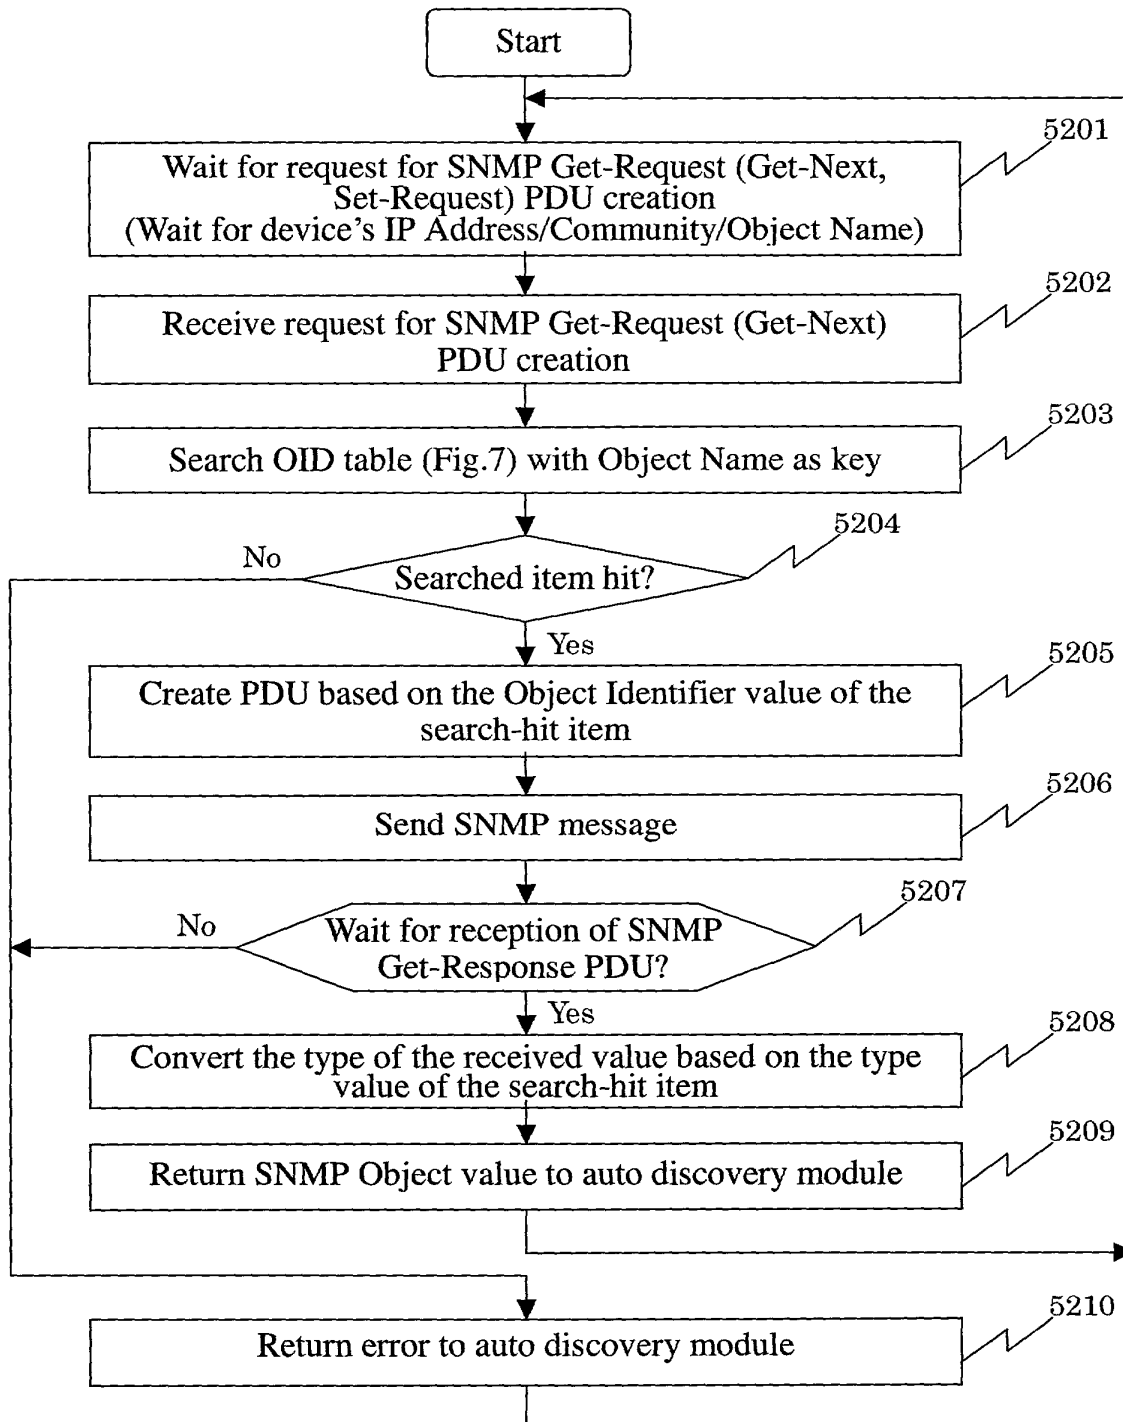 Start
5201
Wait for request for SNMP Get-Request (Get-Next,
Set-Request) PDU creation
(Wait for device's IP Address/Community/Object Name)
5202
Receive request for SNMP Get-Request (Get-Next)
PDU creation
5203
Search OID table (Fig.7) with Object Name as key
5204
No
Searched item hit?
Yes
5205
Create PDU based on the Object Identifier value of the
search-hit item
5206
Send SNMP message
5207
No
Wait for reception of SNMP
Get-Response PDU?
Yes
5208
Convert the type of the received value based on the type
value of the search-hit item
5209
Return SNMP Object value to auto discovery module
5210
Return error to auto discovery module